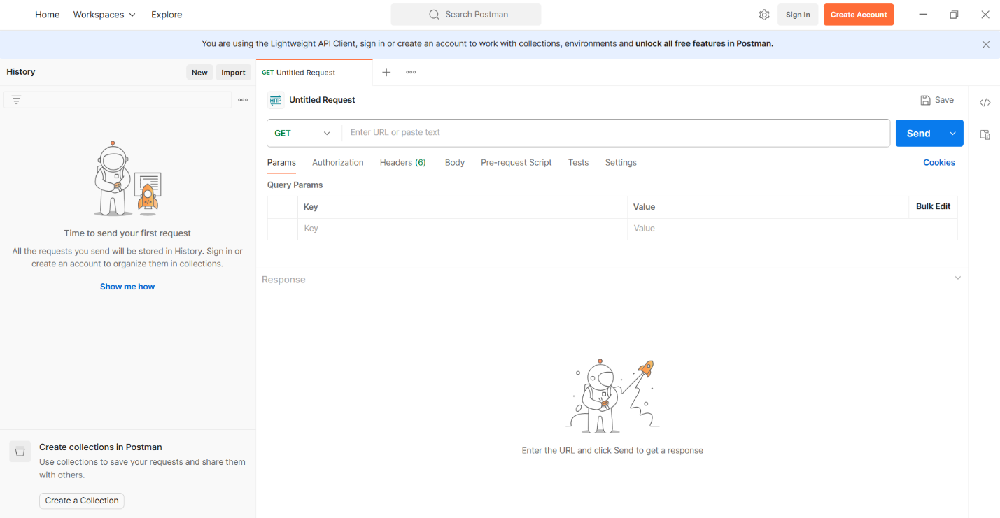 Home
Workspaces
Explore
Search Postman
Sign In
Create Account
You are using the Lightweight API Client, sign in or create an account to work with collections, environments and unlock all free features in Postman.
History
New
Import
GET Untitled Request
HTTP
Untitled Request
Save
GET
Enter URL or paste text
Send
Params
Authorization
Headers (6)
Body
Pre-request Script
Tests
Settings
Cookies
Query Params
Key
Value
Bulk Edit
Key
Value
Time to send your first request
All the requests you send will be stored in History. Sign in or
create an account to organize them in collections.
Show me how
Response
Enter the URL and click Send to get a response
Create collections in Postman
Use collections to save your requests and share them
with others.
Create a Collection